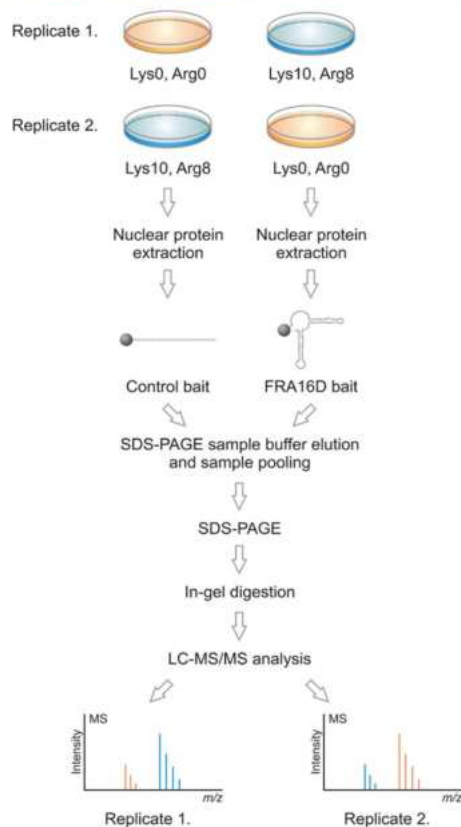 Replicate 1.
Lys0, Arg0 Lys10, Arg8
Replicate 2.
Lys10, Arg8 Lys0, Arg0
Nuclear protein Nuclear protein
extraction extraction
Control bait FRA16D bait
SDS-PAGE sample buffer elution
and sample pooling
SDS-PAGE
In-gel digestion
LC-MS/MS analysis
MS MS
Intensity Intensity
m/z m/z
Replicate 1. Replicate 2.